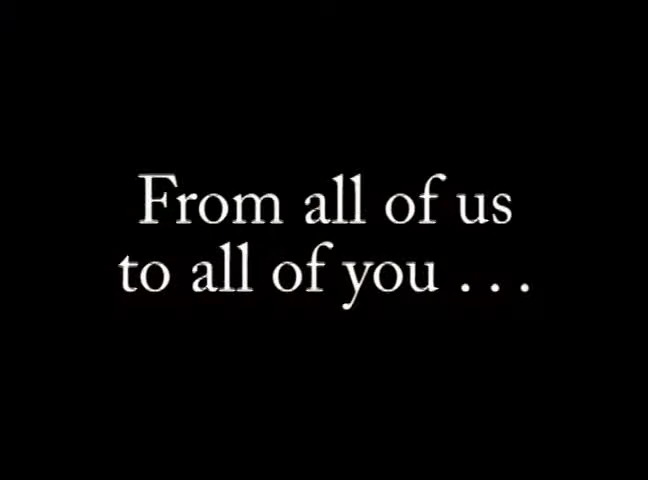 From all of us
to all of you . . .